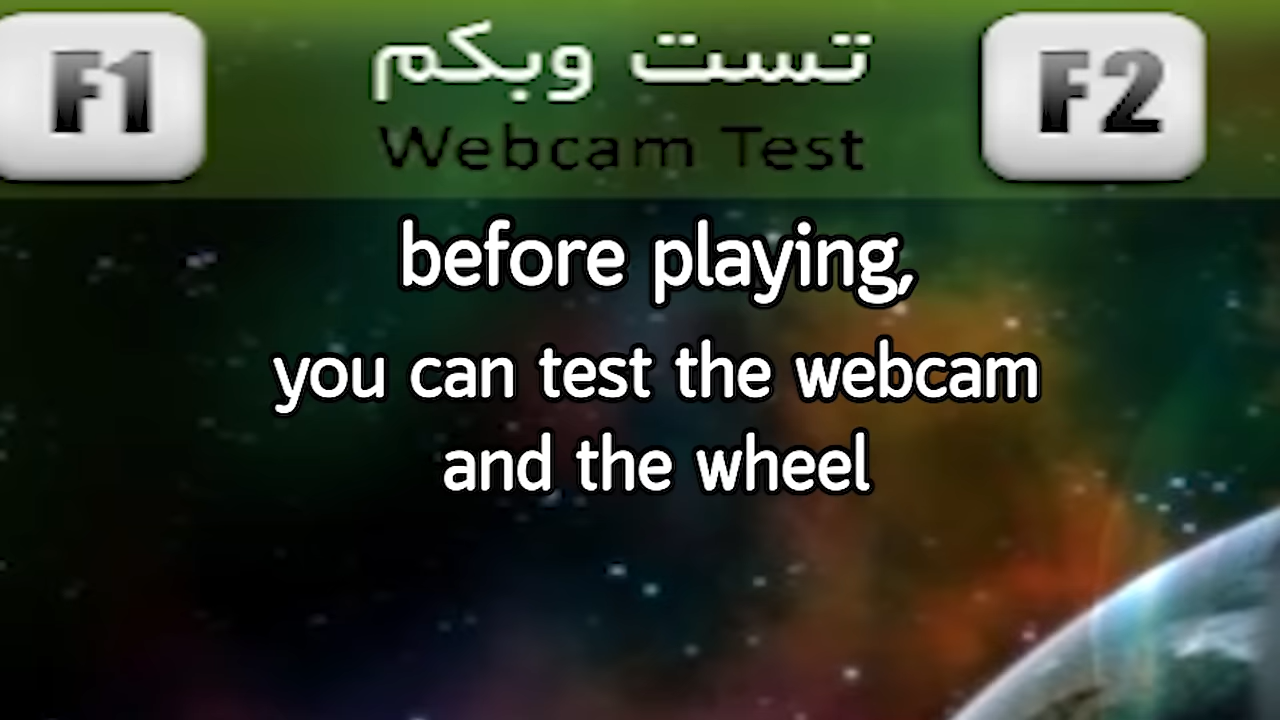 F1
تست وبکم
Webcam Test
F2
before playing,
you can test the webcam
and the wheel